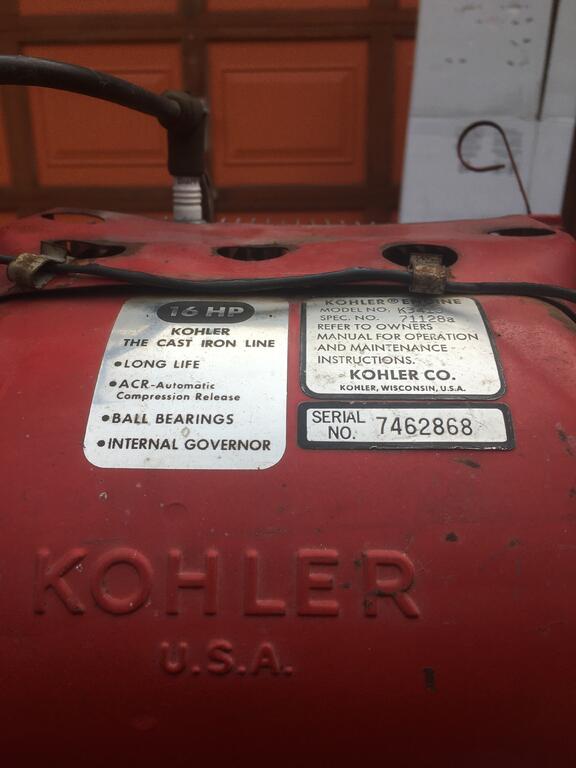 16 HP
KOHLER
THE CAST IRON LINE
•LONG LIFE
•ACR-Automatic
Compression Release
•BALL BEARINGS
•INTERNAL GOVERNOR
KOHLER® ENGINE
MODEL NO.
SPEC. NO. 71128a
REFER TO OWNERS
MANUAL FOR OPERATION
AND MAINTENANCE
INSTRUCTIONS.
KOHLER CO.
KOHLER, WISCONSIN, U.S.A.
SERIAL
NO. 7462868
KOHLER
U.S.A.